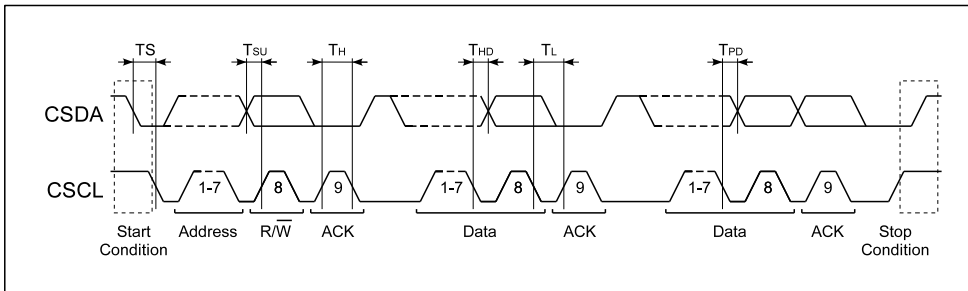 TS TSU TH THD TL TPD
CSDA
CSCL 1-7 8 9 1-7 8 9 1-7 8 9
Start Condition Address R/W̅ ACK Data ACK Data ACK Stop Condition